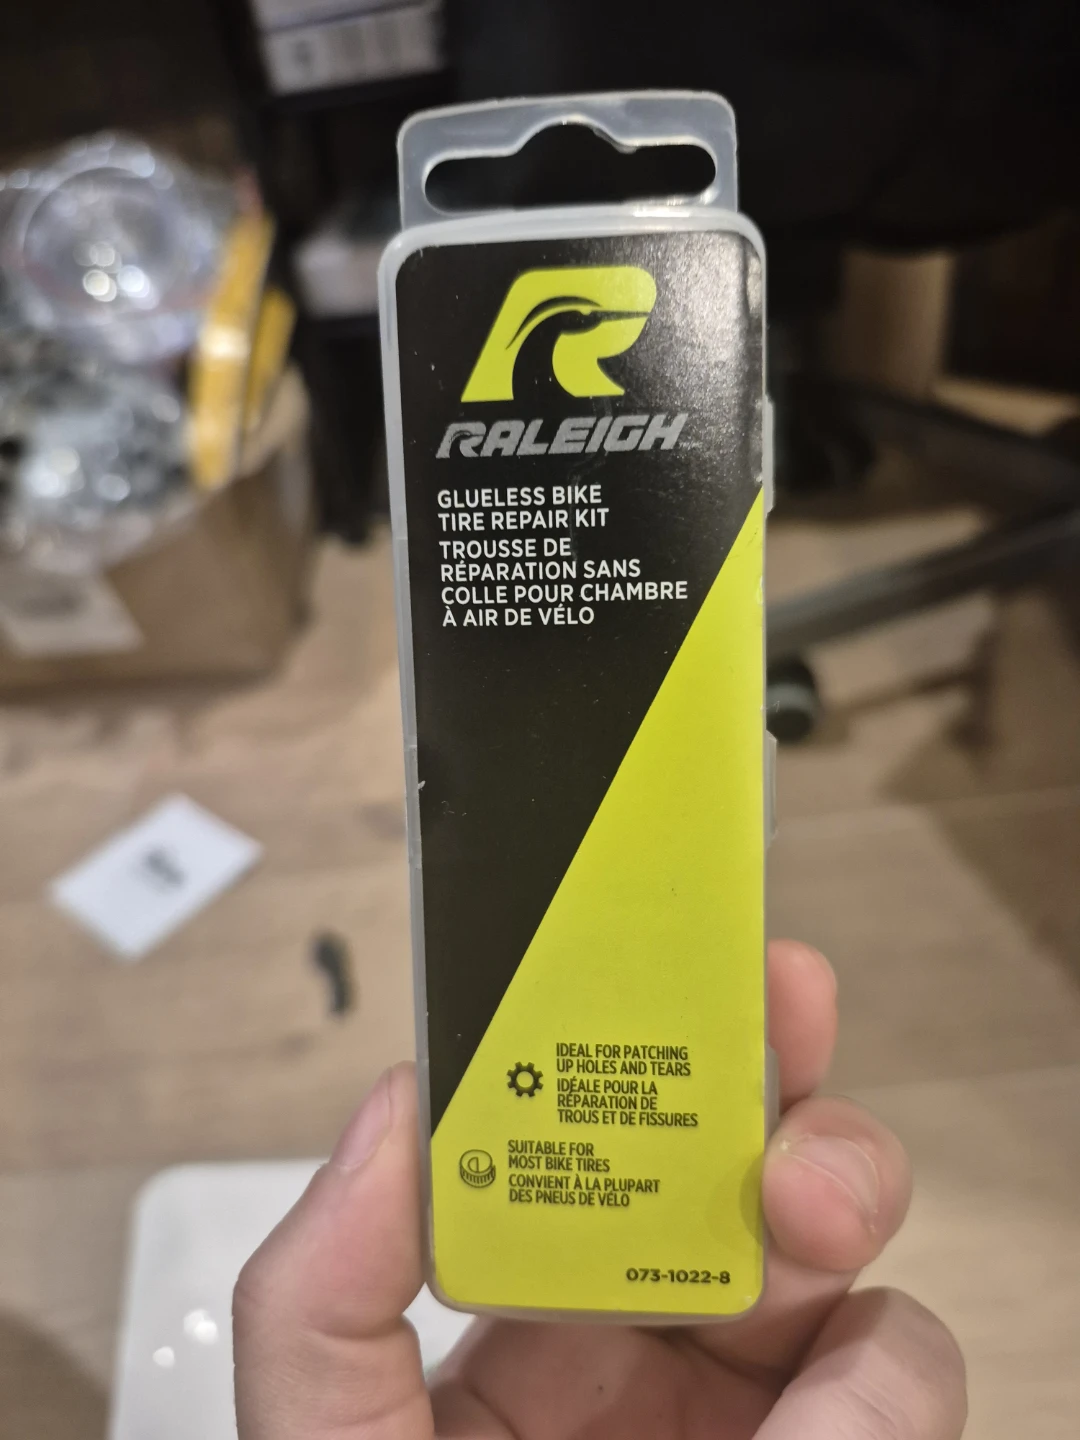 RALEIGH
GLUELESS BIKE
TIRE REPAIR KIT
TROUSSE DE
RÉPARATION SANS
COLLE POUR CHAMBRE
À AIR DE VÉLO
IDEAL FOR PATCHING
UP HOLES AND TEARS
IDÉALE POUR LA
RÉPARATION DE
TROUS ET DE FISSURES
SUITABLE FOR
MOST BIKE TIRES
CONVIENT À LA PLUPART
DES PNEUS DE VÉLO
073-1022-8